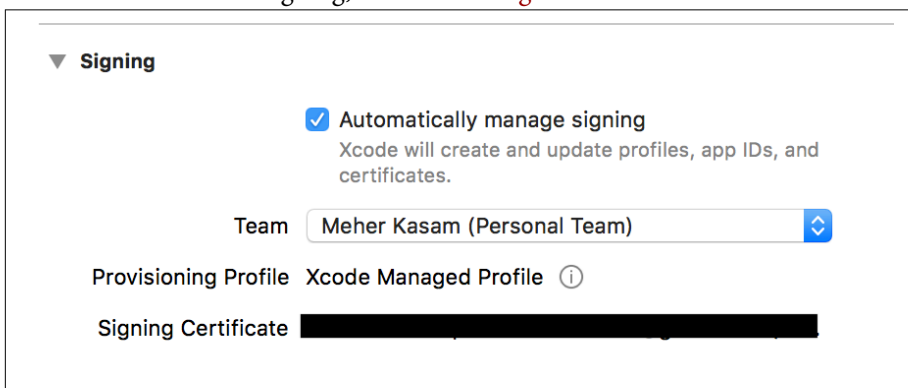 Signing
Automatically manage signing
Xcode will create and update profiles, app IDs, and
certificates.
Team Meher Kasam (Personal Team)
Provisioning Profile Xcode Managed Profile
Signing Certificate